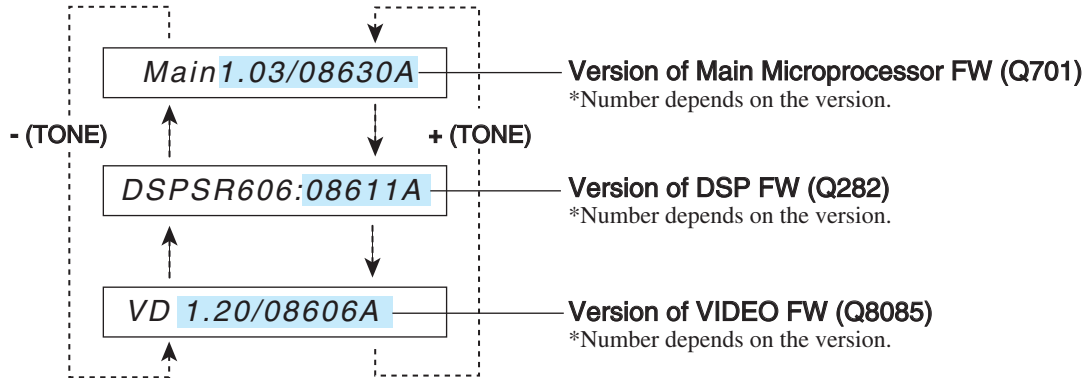 Main1.03/08630A
Version of Main Microprocessor FW (Q701)
*Number depends on the version.
- (TONE)
+ (TONE)
DSPSR606:08611A
Version of DSP FW (Q282)
*Number depends on the version.
VD 1.20/08606A
Version of VIDEO FW (Q8085)
*Number depends on the version.